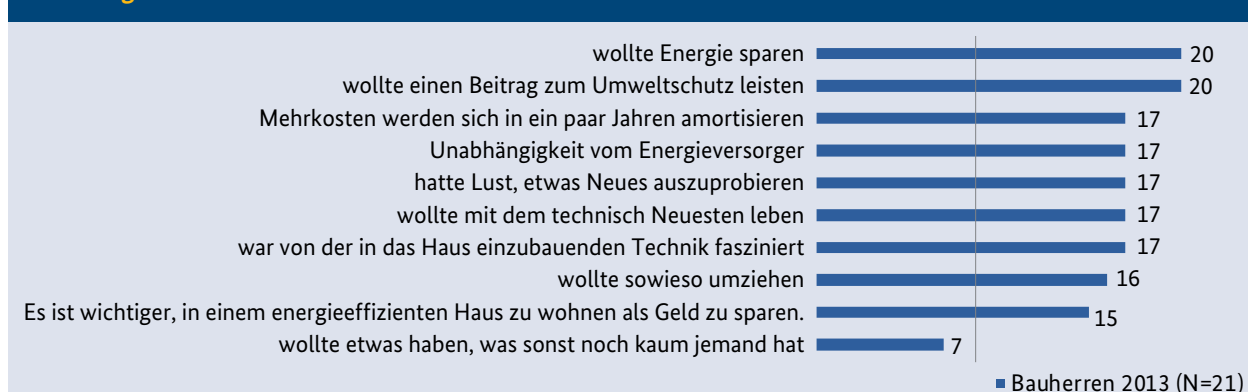 wollte Energie sparen 20
wollte einen Beitrag zum Umweltschutz leisten 20
Mehrkosten werden sich in ein paar Jahren amortisieren 17
Unabhängigkeit vom Energieversorger 17
hatte Lust, etwas Neues auszuprobieren 17
wollte mit dem technisch Neuesten leben 17
war von der in das Haus einzubauenden Technik fasziniert 17
wollte sowieso umziehen 16
Es ist wichtiger, in einem energieeffizienten Haus zu wohnen als Geld zu sparen. 15
wollte etwas haben, was sonst noch kaum jemand hat 7
Bauherren 2013 (N=21)